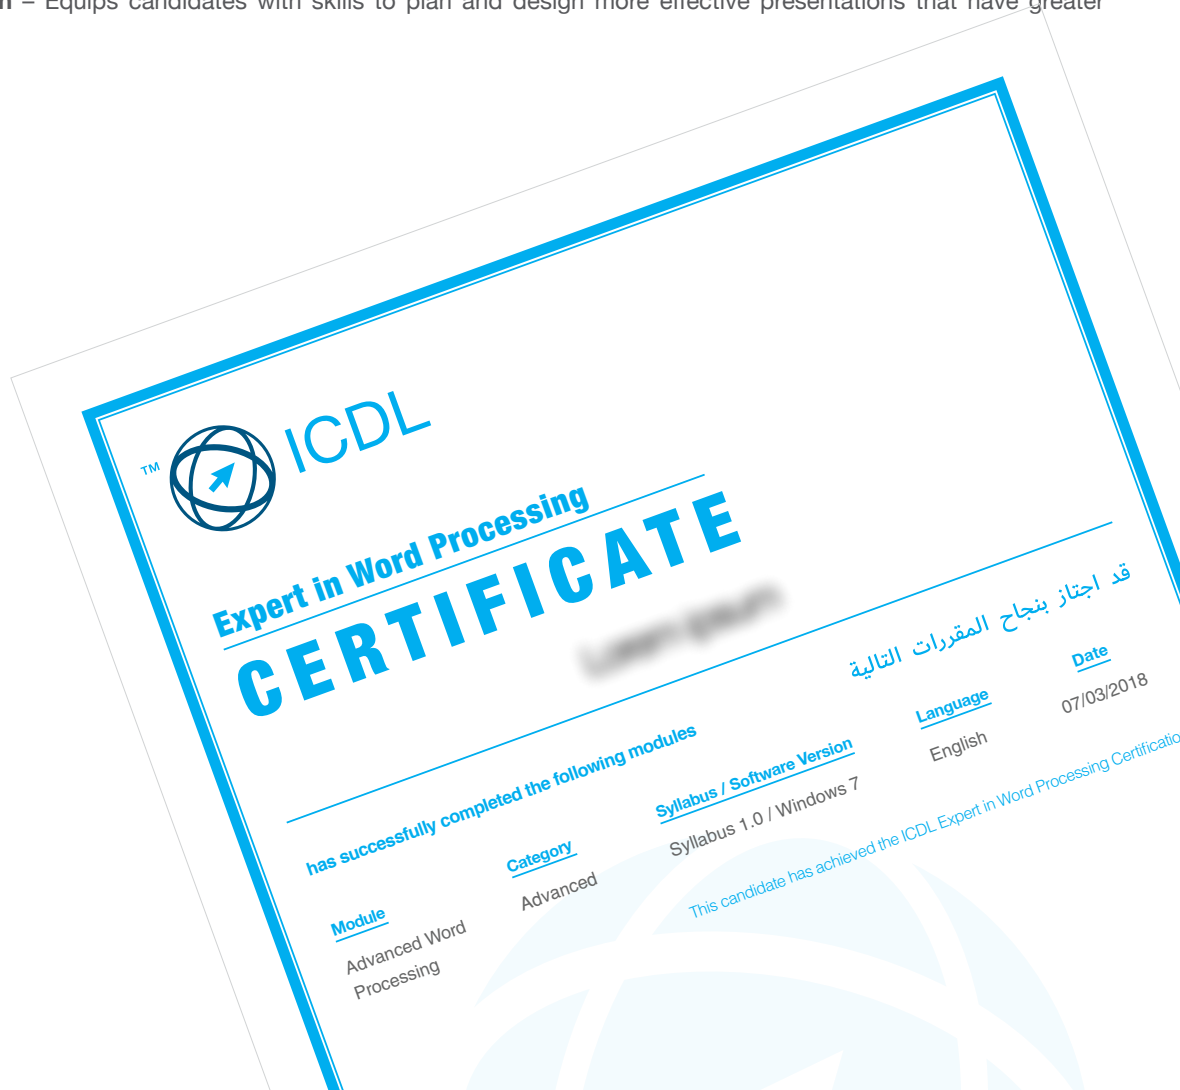 – Equips candidates with skills to plan and design more effective presentations that have greater
TM
ICDL
Expert in Word Processing
CERTIFICATE
قد اجتاز بنجاح المقررات التالية
has successfully completed the following modules
Module Category Syllabus / Software Version Language Date
Advanced Word Advanced Syllabus 1.0 / Windows 7 English 07/03/2018
Processing
This candidate has achieved the ICDL Expert in Word Processing